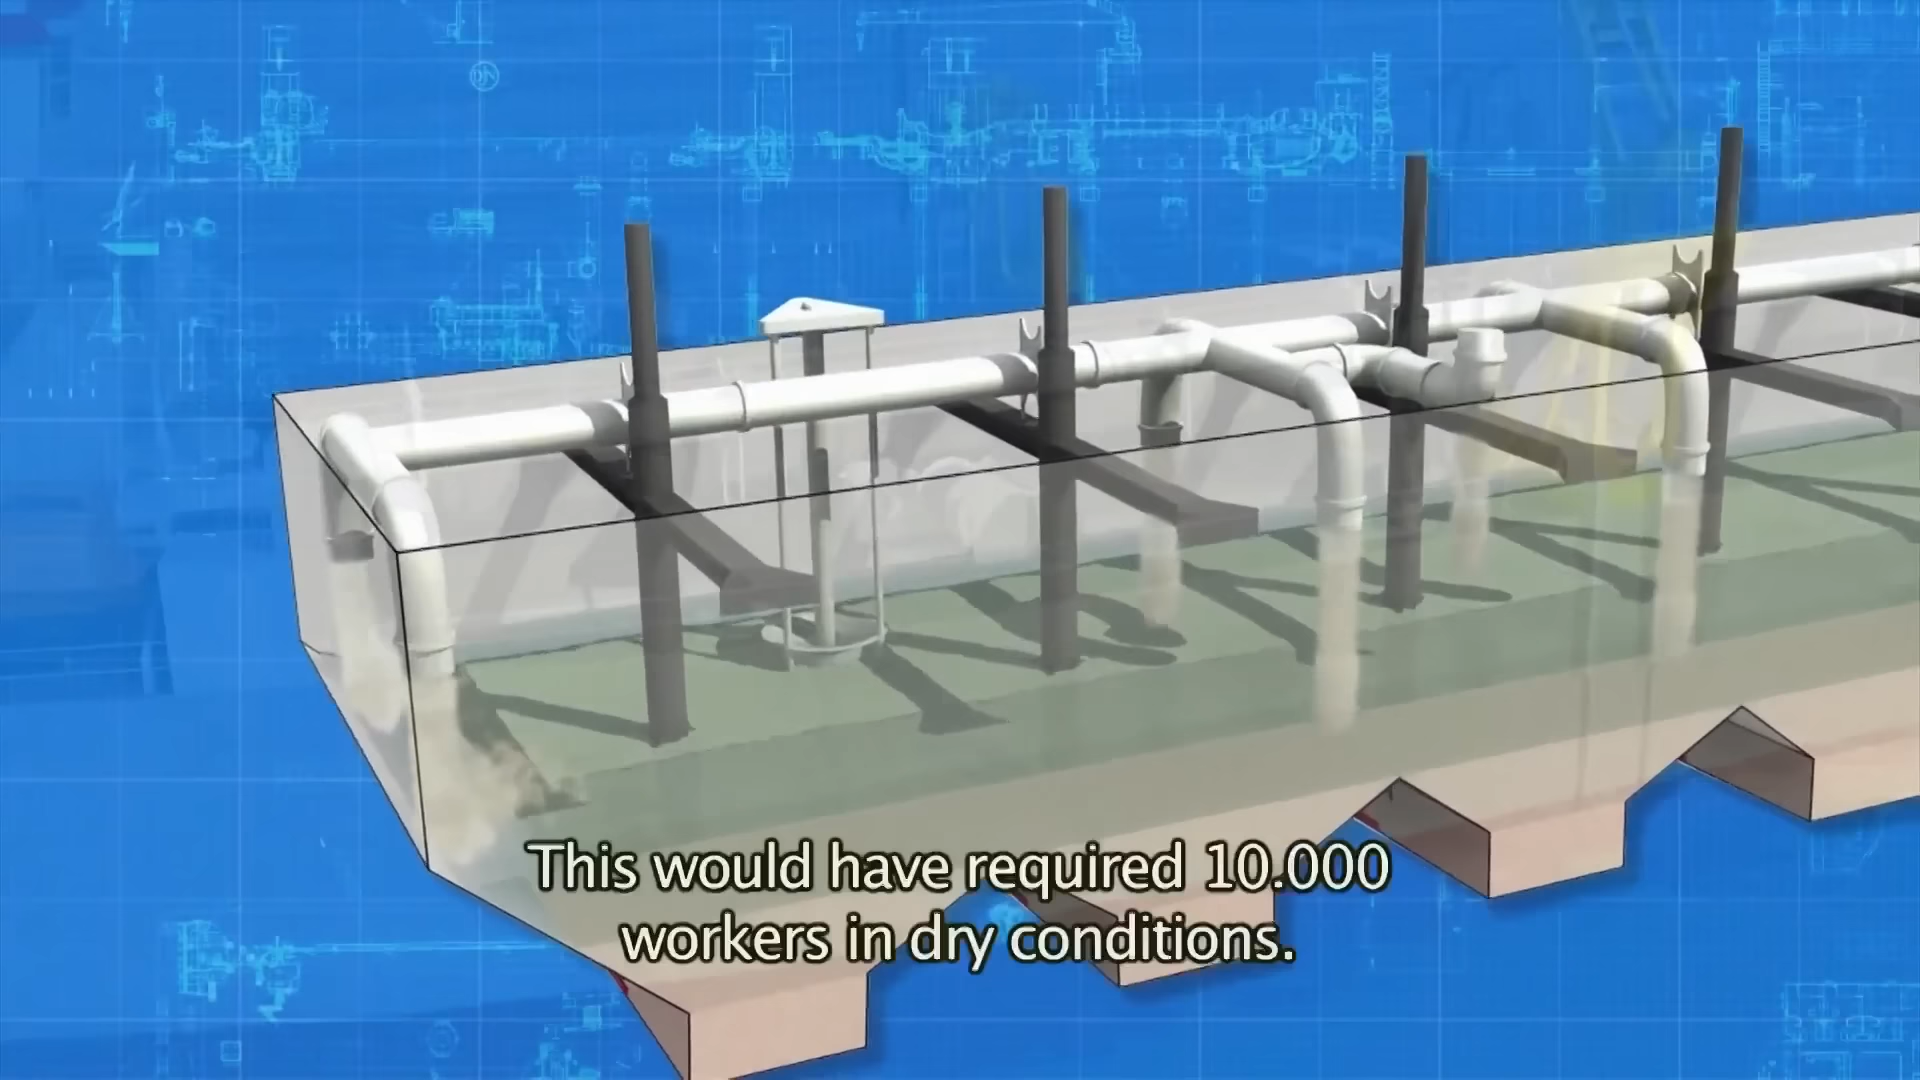 This would have required 10.000
workers in dry conditions.